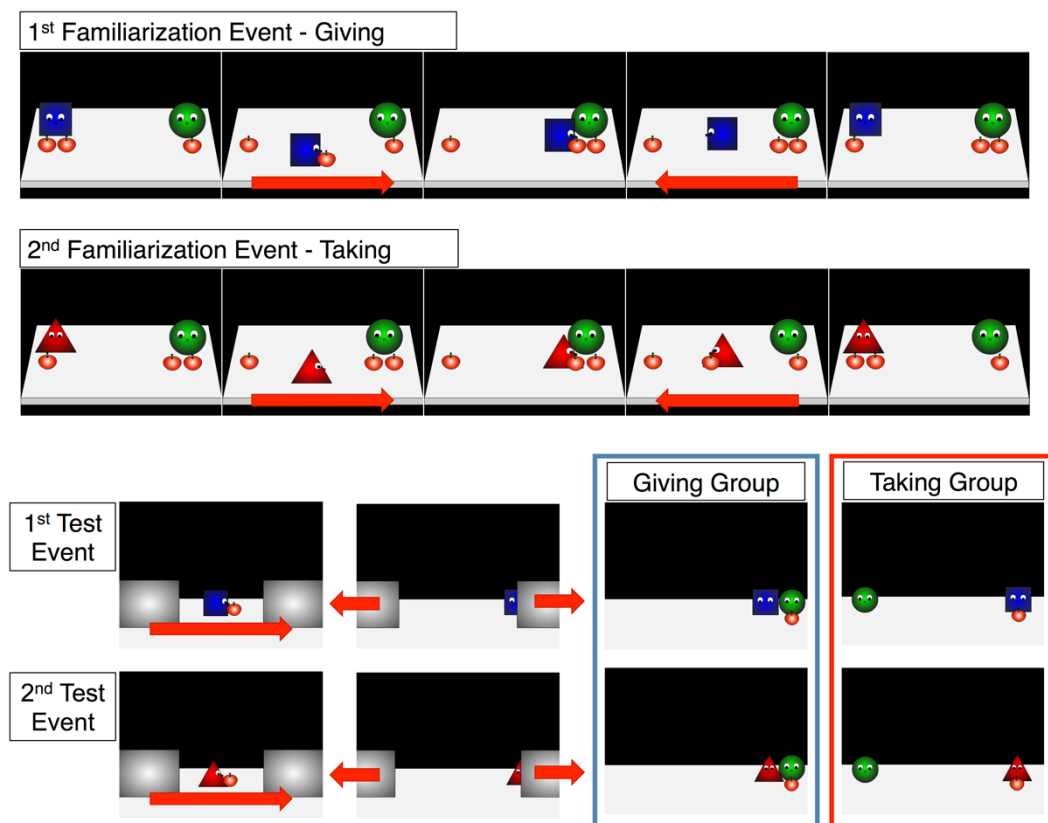 1st Familiarization Event - Giving
2nd Familiarization Event - Taking
Giving Group
Taking Group
1st Test
Event
2nd Test
Event